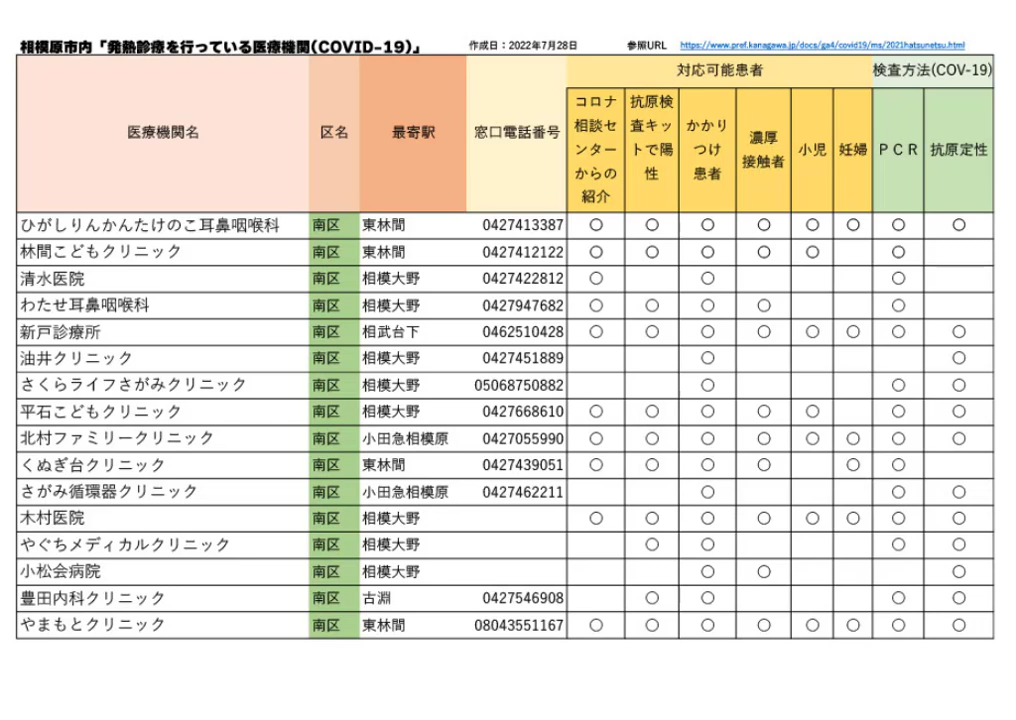 相模原市内「発熱診療を行っている医療機関(COVID-19)」 作成日：2022年7月28日 参照URL https://www.pref.kanagawa.jp/docs/ga4/covid19/ms/2021hatsunetsu.html
対応可能患者 検査方法(COV-19)
医療機関名 区名 最寄駅 窓口電話番号 コロナ相談センターからの紹介 抗原検査キットで陽性 かかりつけ患者 濃厚接触者 小児 妊婦 ＰＣＲ 抗原定性
ひがしりんかんたけのこ耳鼻咽喉科 南区 東林間 0427413387 ○ ○ ○ ○ ○ ○ ○ ○
林間こどもクリニック 南区 東林間 0427412122 ○ ○ ○ ○ ○ ○
清水医院 南区 相模大野 0427422812 ○ ○ ○
わたせ耳鼻咽喉科 南区 相模大野 0427947682 ○ ○ ○ ○ ○
新戸診療所 南区 相武台下 0462510428 ○ ○ ○ ○ ○ ○ ○ ○
油井クリニック 南区 相模大野 0427451889 ○ ○
さくらライフさがみクリニック 南区 相模大野 05068750882 ○ ○ ○
平石こどもクリニック 南区 相模大野 0427668610 ○ ○ ○ ○ ○ ○ ○
北村ファミリークリニック 南区 小田急相模原 0427055990 ○ ○ ○ ○ ○ ○ ○ ○
くぬぎ台クリニック 南区 東林間 0427439051 ○ ○ ○ ○ ○ ○
さがみ循環器クリニック 南区 小田急相模原 0427462211 ○ ○ ○
木村医院 南区 相模大野 ○ ○ ○ ○ ○ ○ ○ ○
やぐちメディカルクリニック 南区 相模大野 ○ ○ ○ ○
小松会病院 南区 相模大野 ○ ○ ○
豊田内科クリニック 南区 古淵 0427546908 ○ ○ ○ ○
やまもとクリニック 南区 東林間 08043551167 ○ ○ ○ ○ ○ ○ ○ ○